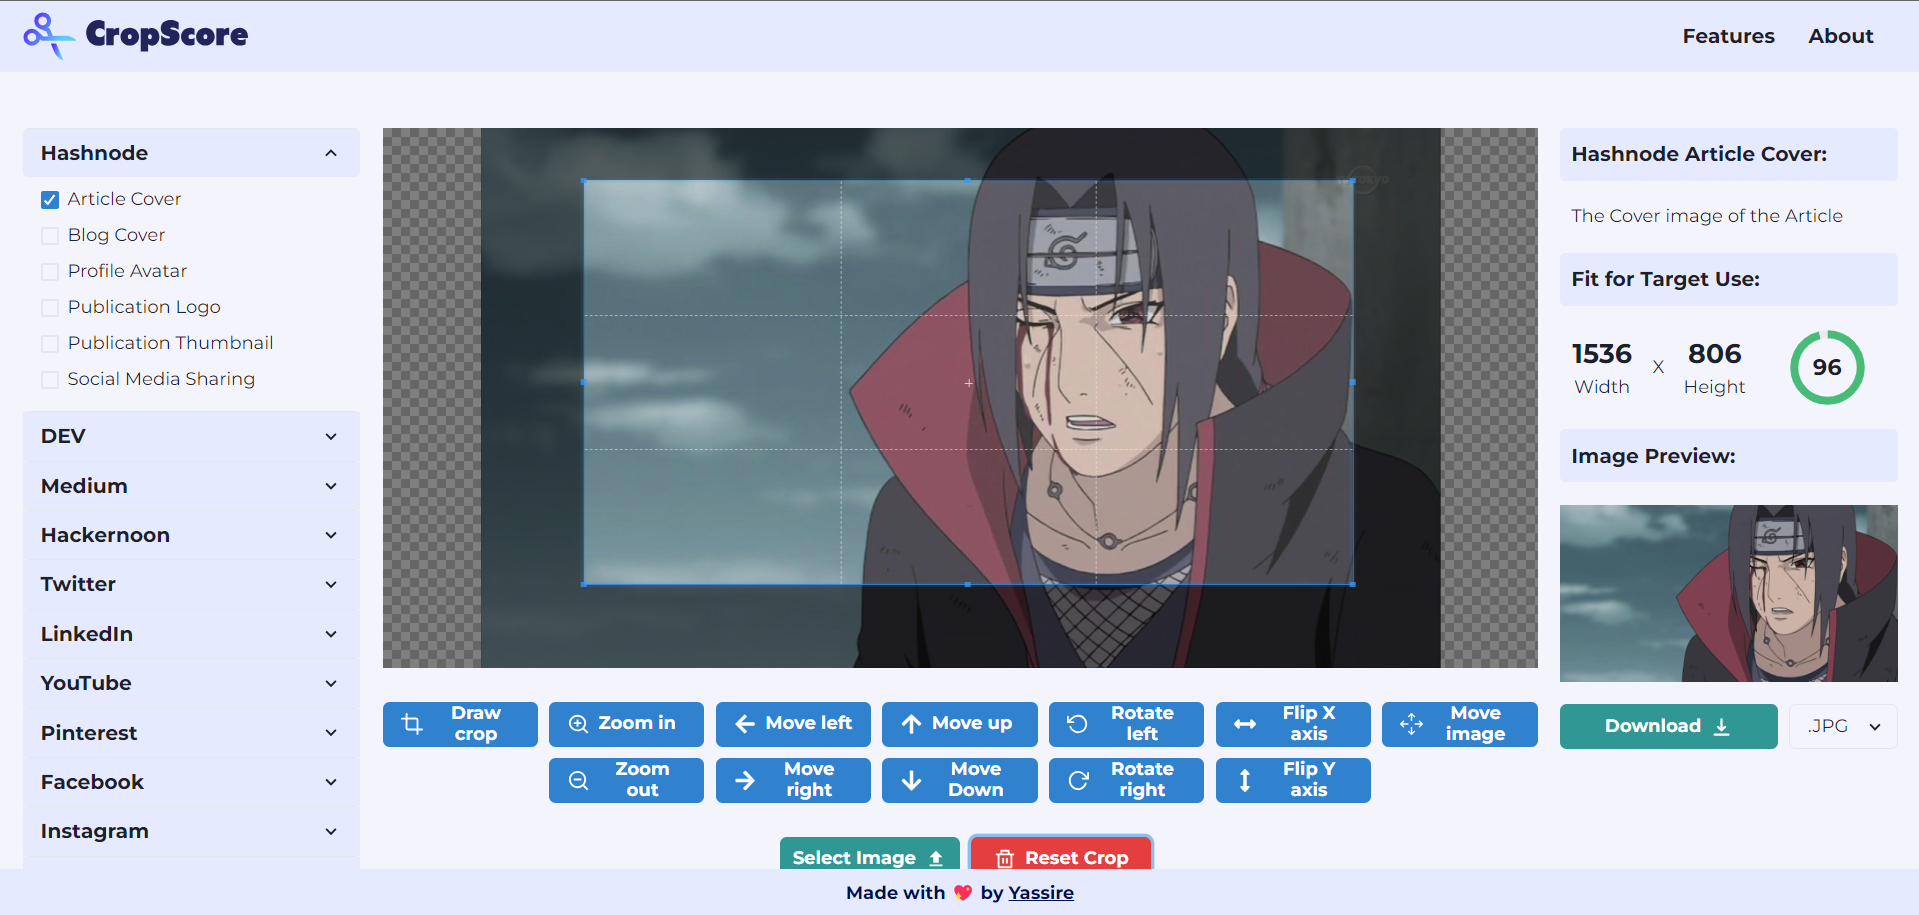 CropScore
Features
About
Hashnode
Article Cover
Blog Cover
Profile Avatar
Publication Logo
Publication Thumbnail
Social Media Sharing
DEV
Medium
Hackernoon
Twitter
LinkedIn
YouTube
Pinterest
Facebook
Instagram
Draw
crop
Zoom in
Move left
Move up
Rotate
left
Flip X
axis
Move
image
Zoom
out
Move
right
Move
Down
Rotate
right
Flip Y
axis
Select Image
Reset Crop
Hashnode Article Cover:
The Cover image of the Article
Fit for Target Use:
1536 X 806
Width Height
96
Image Preview:
Download
.JPG
Made with 💖 by Yassire